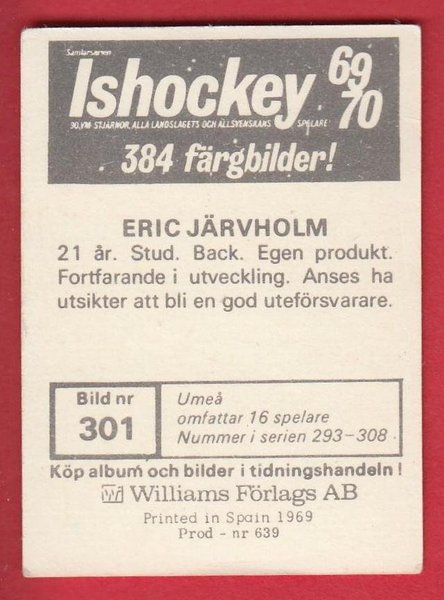 Samlarserien
Ishockey 69
70
90 VM-STJÄRNOR, ALLA LANDSLAGETS OCH ALLSVENSKANS SPELARE
384 färgbilder!
ERIC JÄRVHOLM
21 år. Stud. Back. Egen produkt.
Fortfarande i utveckling. Anses ha
utsikter att bli en god uteförsvarare.
Bild nr
301
Umeå
omfattar 16 spelare
Nummer i serien 293-308
Köp album och bilder i tidningshandeln!
Williams Förlags AB
Printed in Spain 1969
Prod - nr 639